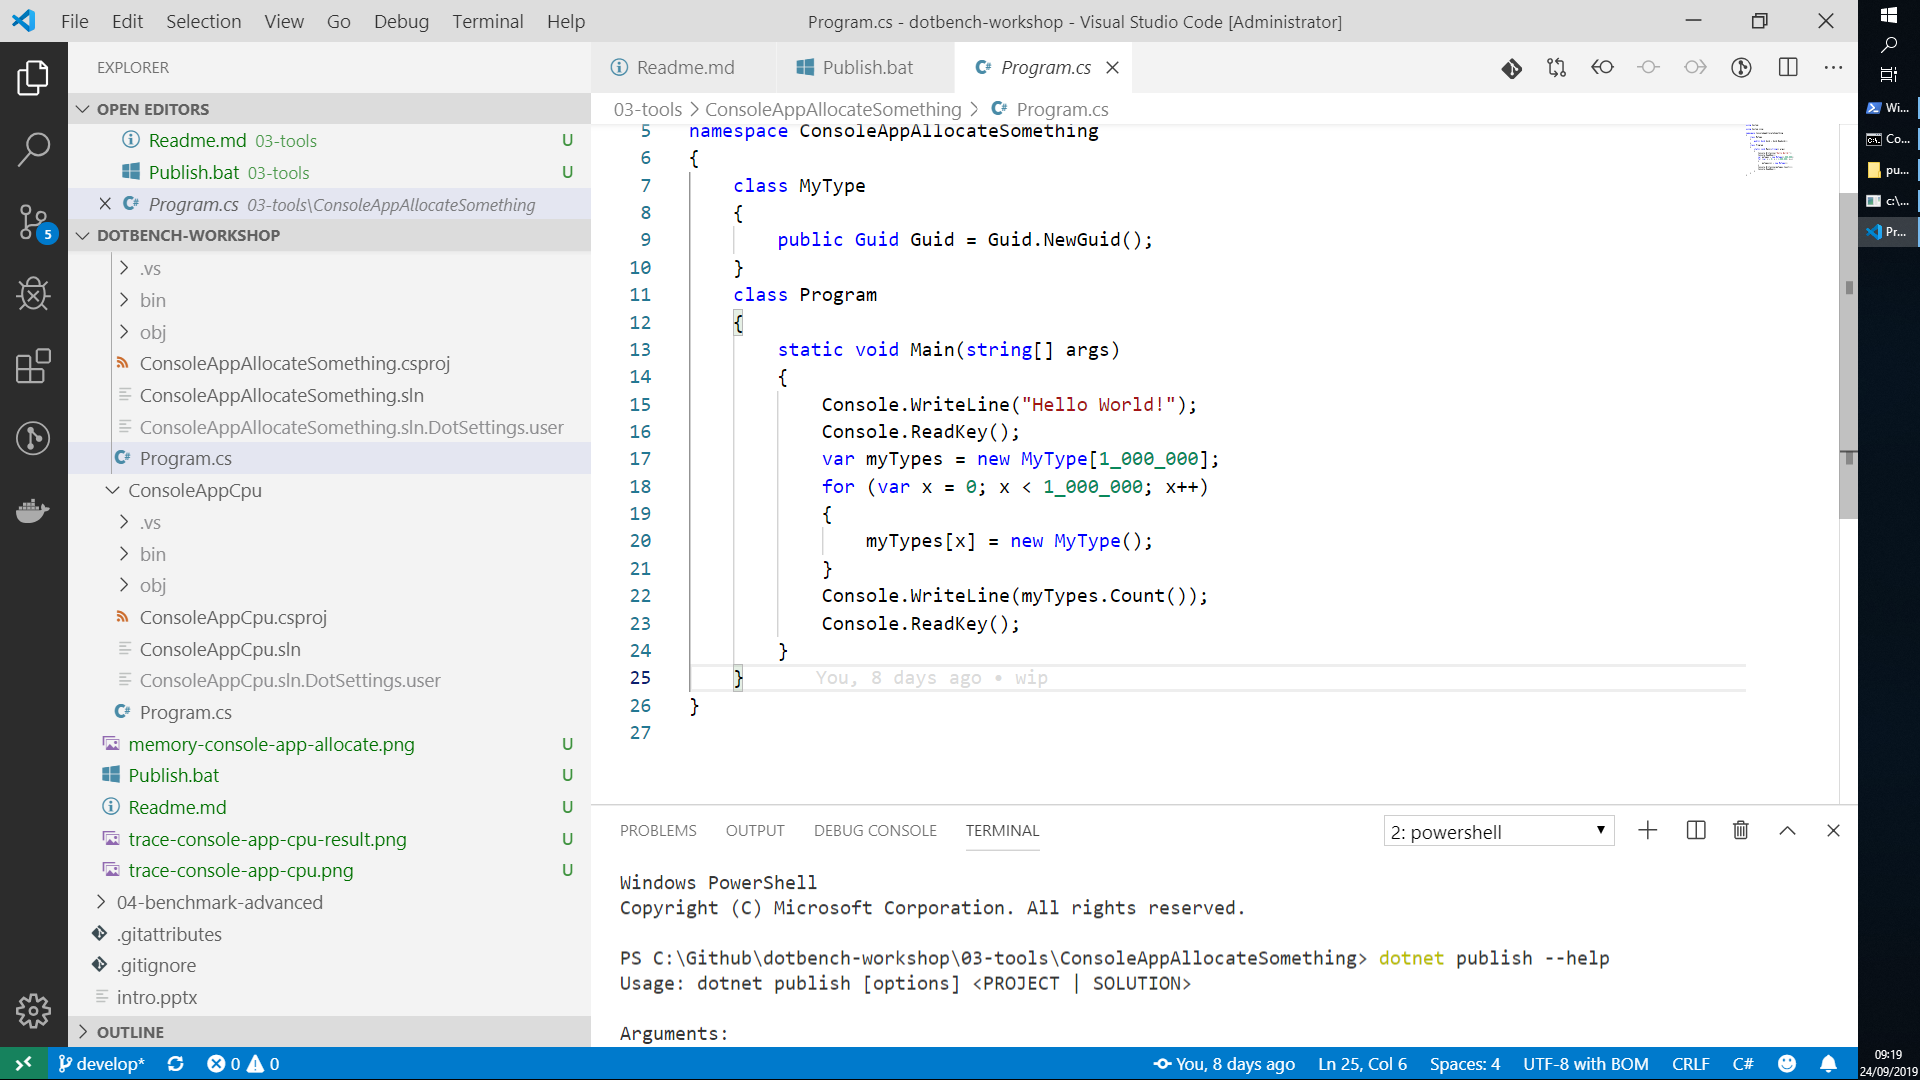 File Edit Selection View Go Debug Terminal Help
Program.cs - dotbench-workshop - Visual Studio Code [Administrator]
EXPLORER
OPEN EDITORS
Readme.md 03-tools U
Publish.bat 03-tools U
Program.cs 03-tools\ConsoleAppAllocateSomething
DOTBENCH-WORKSHOP
.vs
bin
obj
ConsoleAppAllocateSomething.csproj
ConsoleAppAllocateSomething.sln
ConsoleAppAllocateSomething.sln.DotSettings.user
Program.cs
ConsoleAppCpu
.vs
bin
obj
ConsoleAppCpu.csproj
ConsoleAppCpu.sln
ConsoleAppCpu.sln.DotSettings.user
Program.cs
memory-console-app-allocate.png U
Publish.bat U
Readme.md U
trace-console-app-cpu-result.png U
trace-console-app-cpu.png U
04-benchmark-advanced
.gitattributes
.gitignore
intro.pptx
OUTLINE
5
Readme.md Publish.bat Program.cs
03-tools > ConsoleAppAllocateSomething > Program.cs
5 namespace ConsoleAppAllocateSomething
6 {
7 class MyType
8 {
9 public Guid Guid = Guid.NewGuid();
10 }
11 class Program
12 {
13 static void Main(string[] args)
14 {
15 Console.WriteLine("Hello World!");
16 Console.ReadKey();
17 var myTypes = new MyType[1_000_000];
18 for (var x = 0; x < 1_000_000; x++)
19 {
20 myTypes[x] = new MyType();
21 }
22 Console.WriteLine(myTypes.Count());
23 Console.ReadKey();
24 }
25 } You, 8 days ago • wip
26 }
27
PROBLEMS OUTPUT DEBUG CONSOLE TERMINAL
2: powershell
Windows PowerShell
Copyright (C) Microsoft Corporation. All rights reserved.
PS C:\Github\dotbench-workshop\03-tools\ConsoleAppAllocateSomething> dotnet publish --help
Usage: dotnet publish [options] <PROJECT | SOLUTION>
Arguments:
develop* 0 0
You, 8 days ago Ln 25, Col 6 Spaces: 4 UTF-8 with BOM CRLF C#
Wi...
Co...
pu...
c:\...
Pr...
09:19
24/09/2019